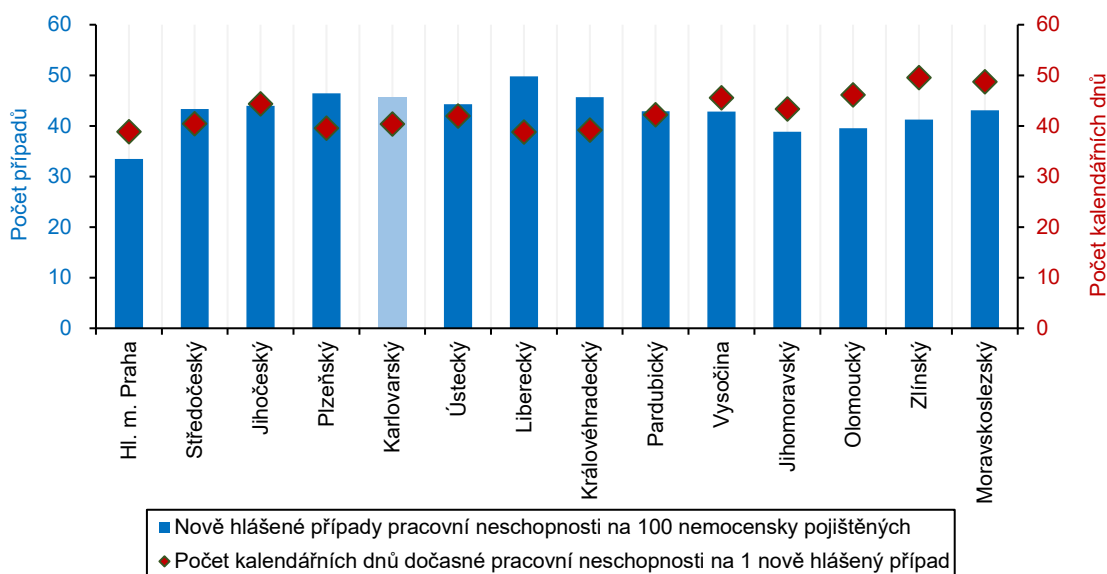 60
50
40
30
20
10
0
Počet případů
60
50
40
30
20
10
0
Počet kalendářních dnů
Hl. m. Praha
Středočeský
Jihočeský
Plzeňský
Karlovarský
Ústecký
Liberecký
Královéhradecký
Pardubický
Vysočina
Jihomoravský
Olomoucký
Zlínský
Moravskoslezský
Nově hlášené případy pracovní neschopnosti na 100 nemocensky pojištěných
Počet kalendářních dnů dočasné pracovní neschopnosti na 1 nově hlášený případ